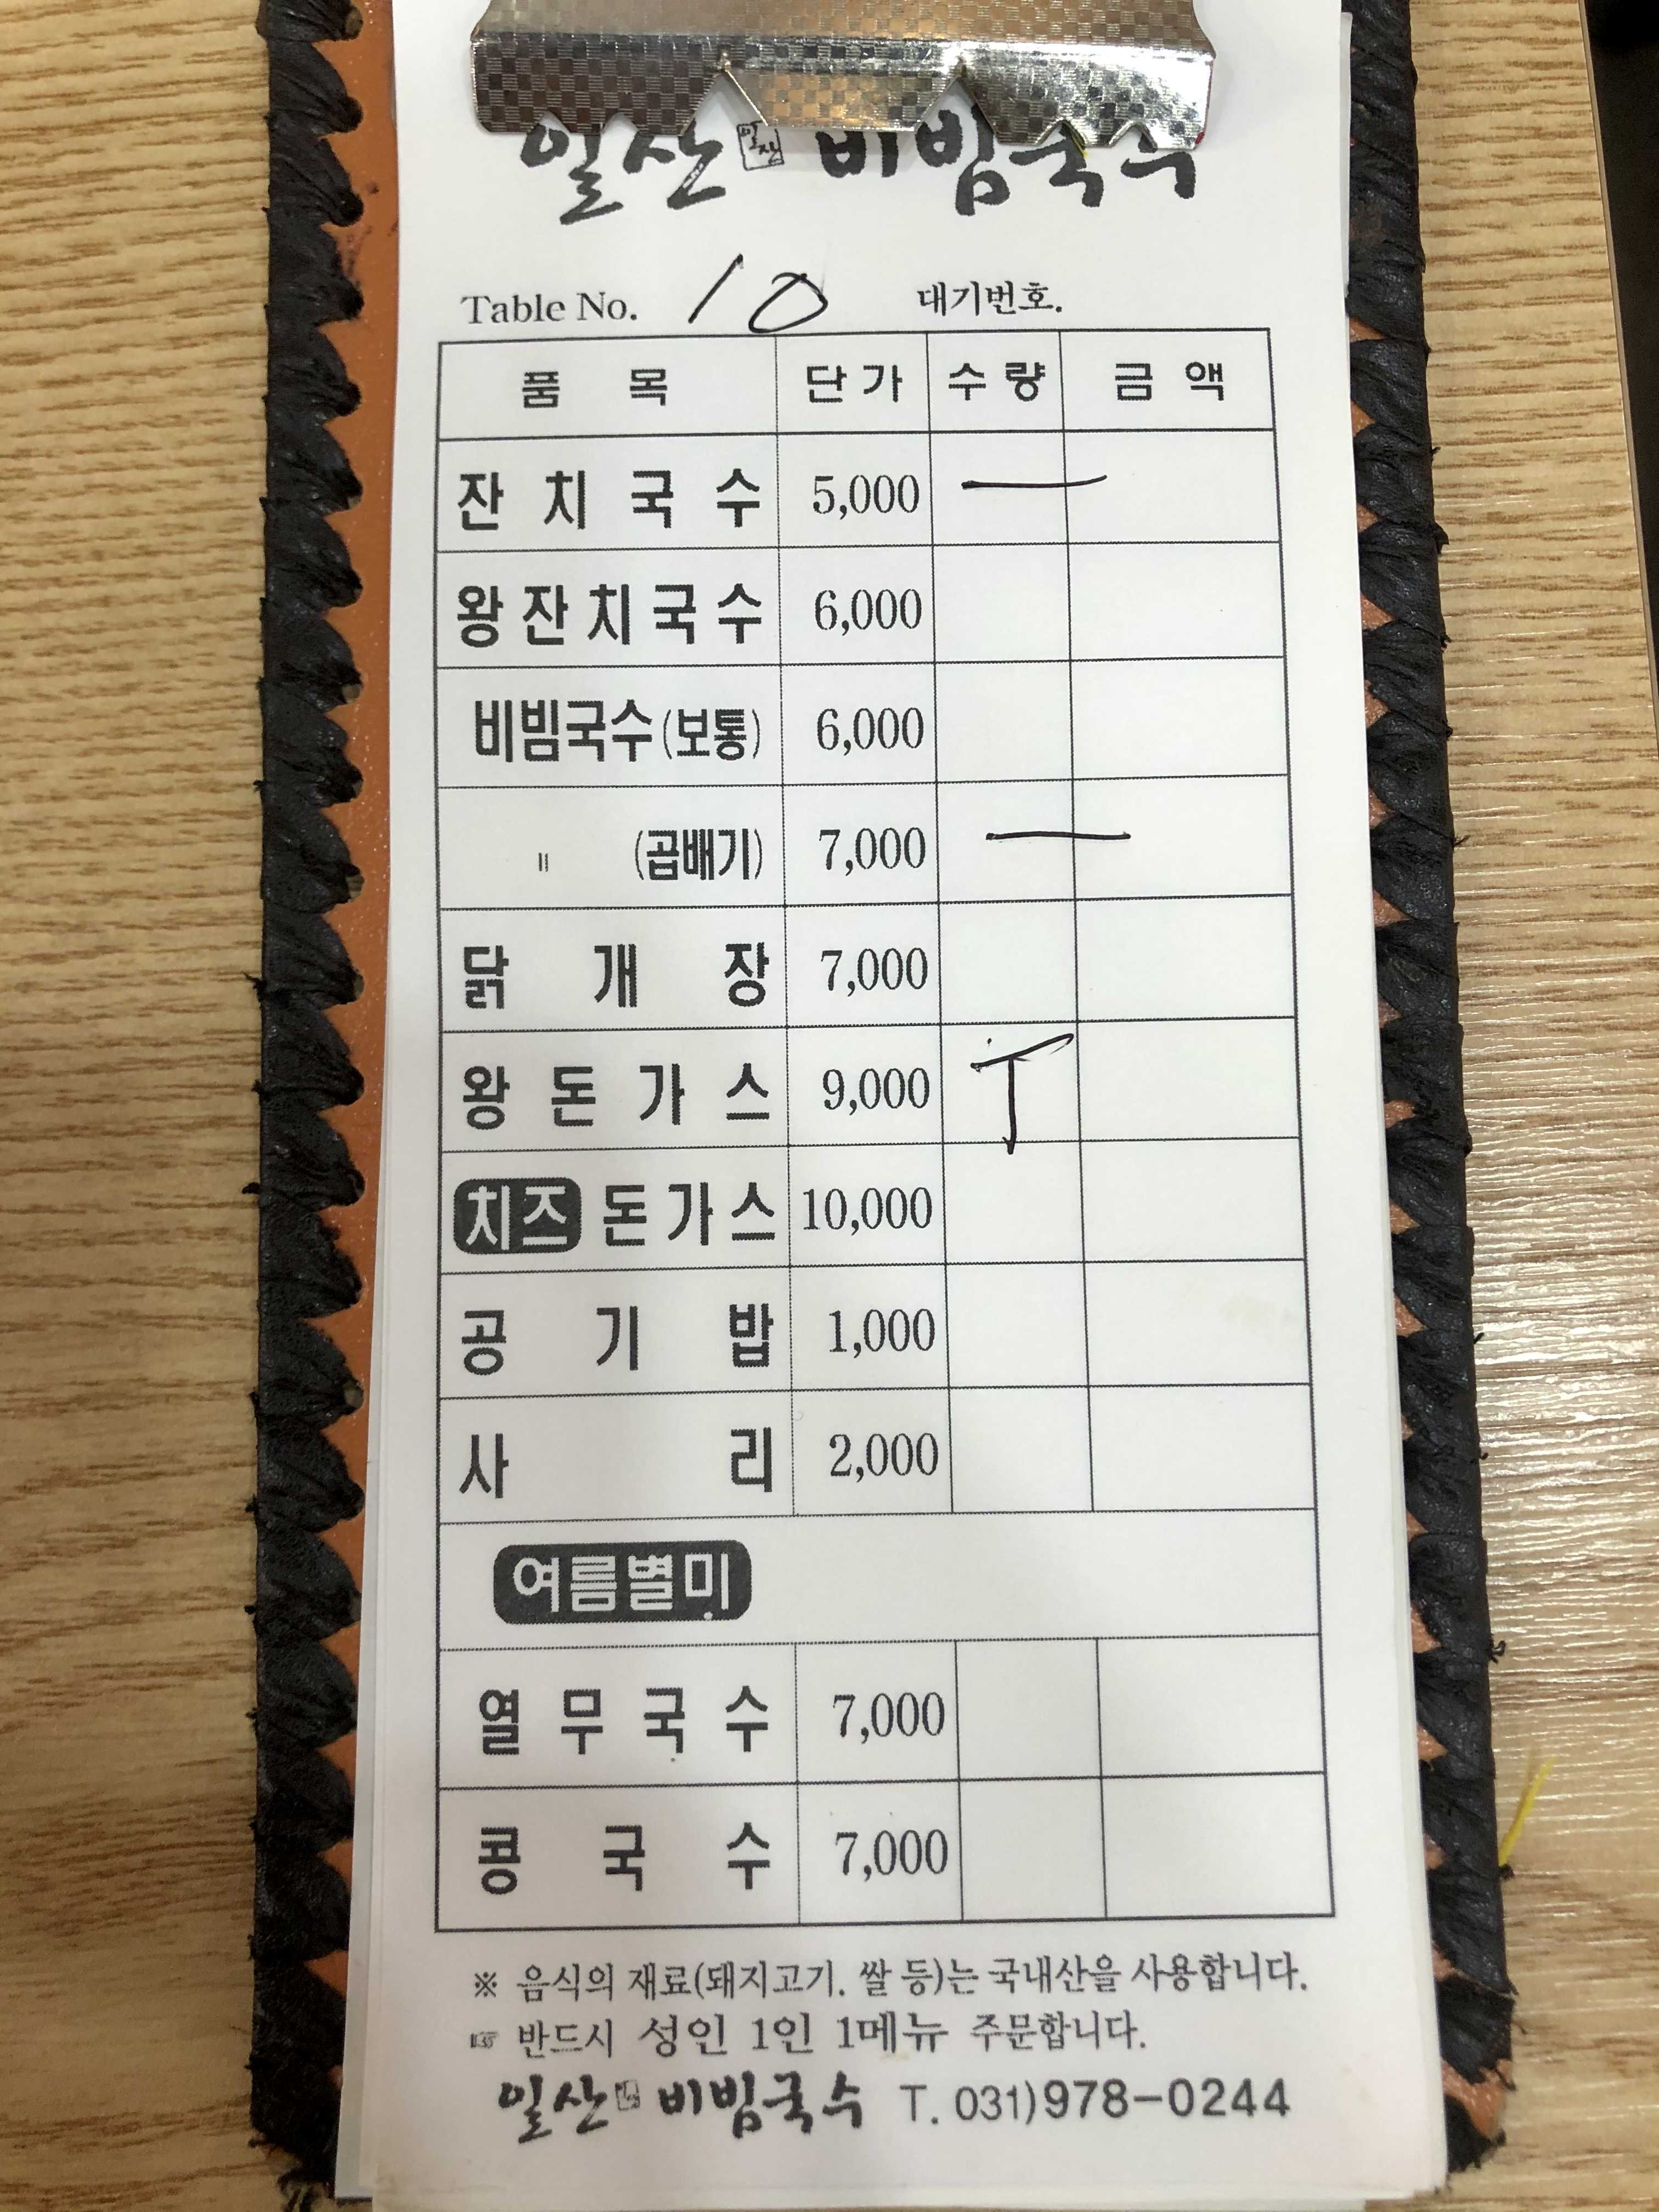 일산 비빔국수
Table No. 10 대기번호.
품 목 단가 수량 금 액
잔치국수 5,000 一
왕잔치국수 6,000
비빔국수(보통) 6,000
〃 (곱배기) 7,000 一
닭개장 7,000
왕돈가스 9,000 T
치즈 돈가스 10,000
공기밥 1,000
사리 2,000
여름별미
열무국수 7,000
콩국수 7,000
※ 음식의 재료(돼지고기. 쌀 등)는 국내산을 사용합니다.
☞ 반드시 성인 1인 1메뉴 주문합니다.
일산 비빔국수 T. 031)978-0244